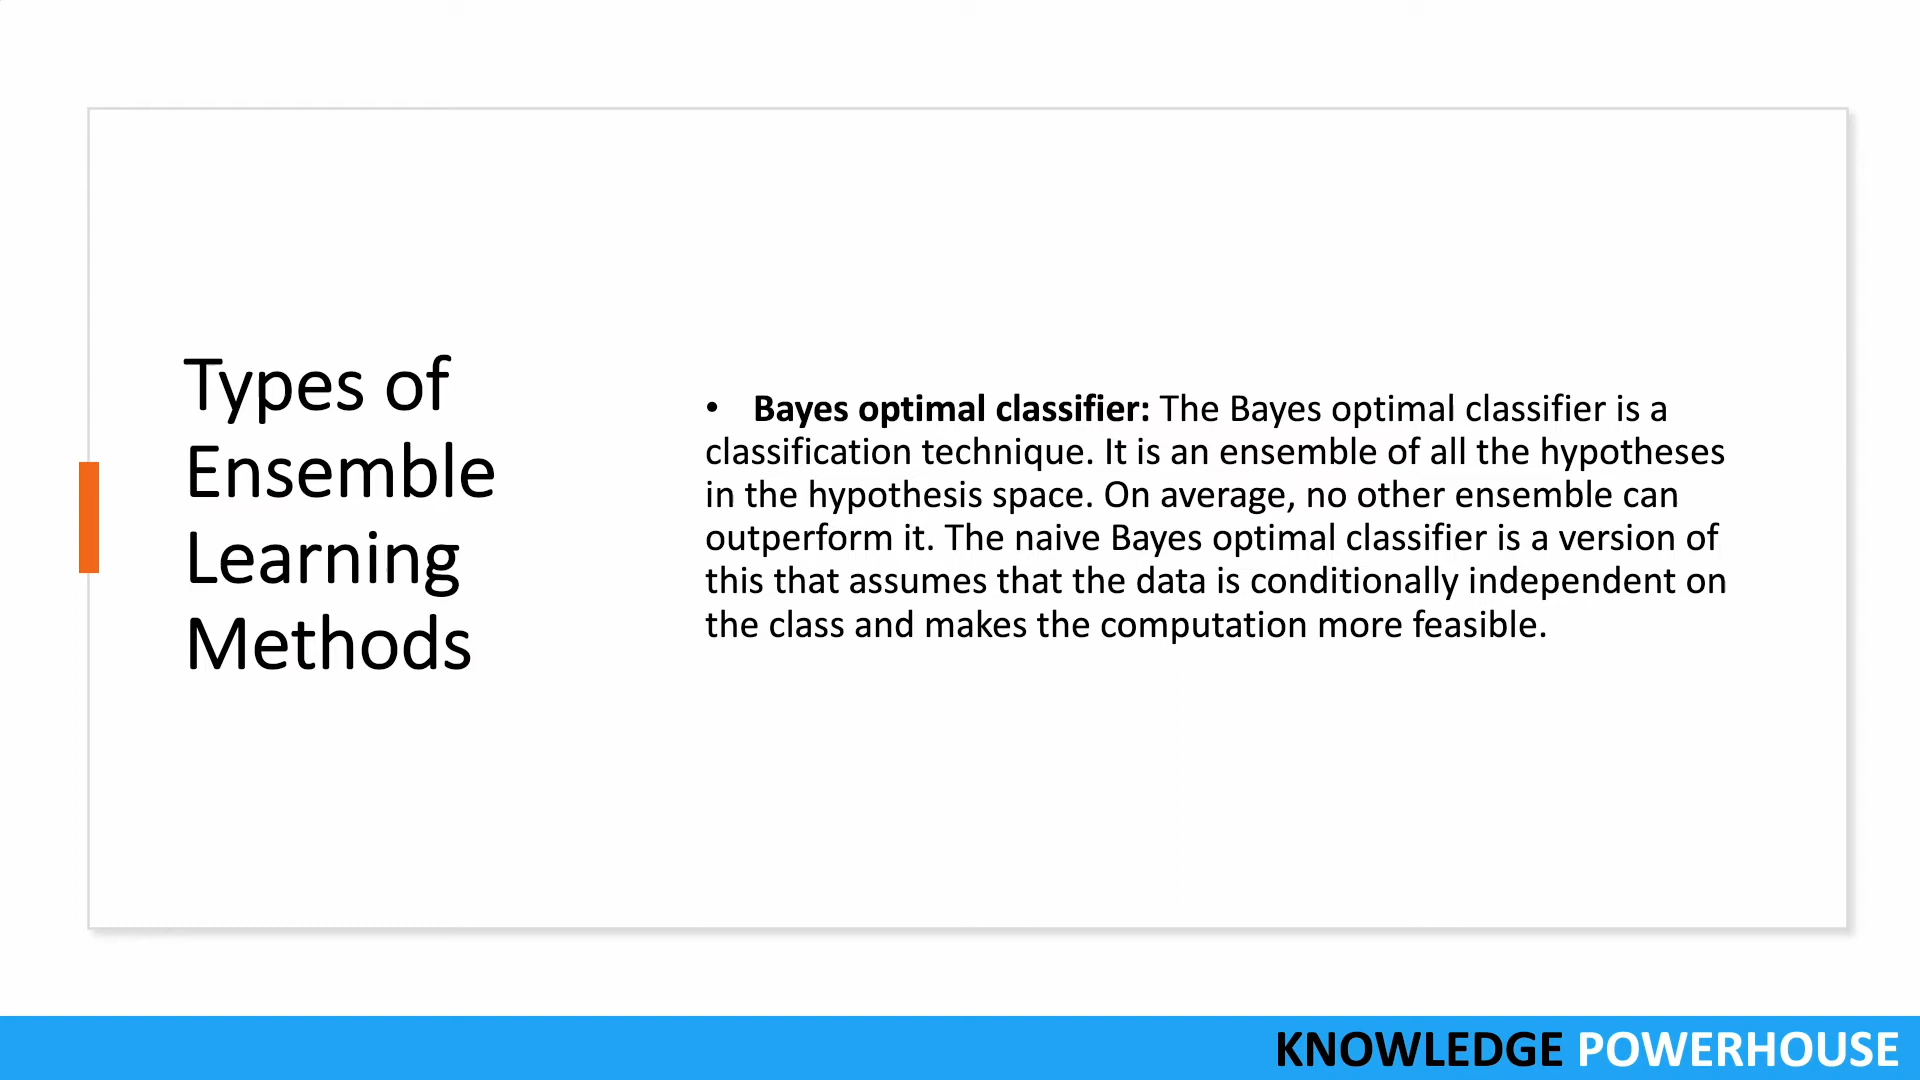 Types of
Ensemble
Learning
Methods
• Bayes optimal classifier: The Bayes optimal classifier is a
classification technique. It is an ensemble of all the hypotheses
in the hypothesis space. On average, no other ensemble can
outperform it. The naive Bayes optimal classifier is a version of
this that assumes that the data is conditionally independent on
the class and makes the computation more feasible.
KNOWLEDGE POWERHOUSE